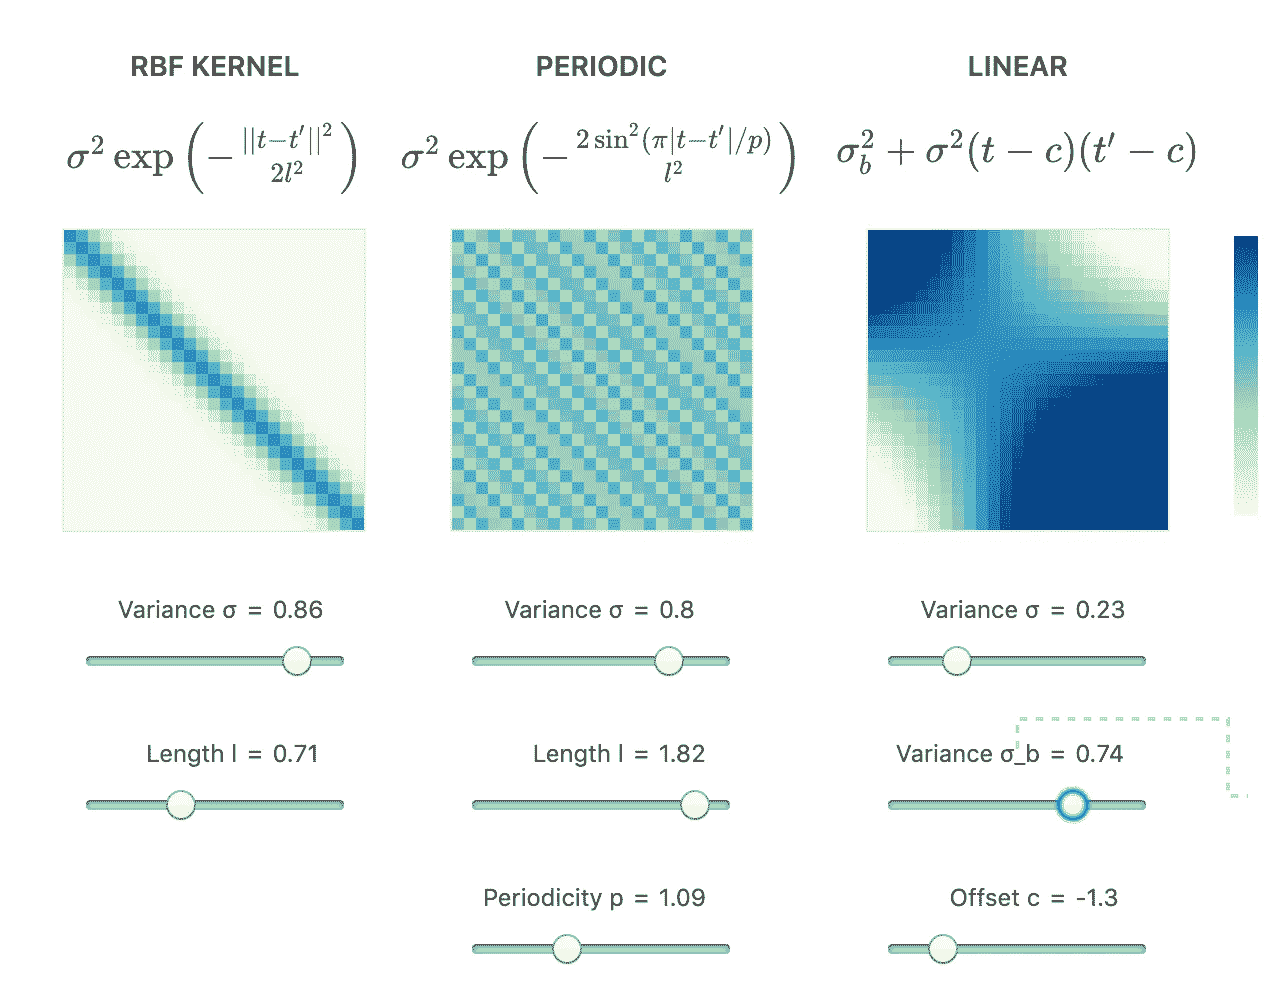 RBF KERNEL
σ² exp (− ||t−t′||² / 2l²)
Variance σ = 0.86
Length l = 0.71
PERIODIC
σ² exp (− 2 sin²(π|t−t′|/p) / l²)
Variance σ = 0.8
Length l = 1.82
Periodicity p = 1.09
LINEAR
σ_b² + σ²(t − c)(t′ − c)
Variance σ = 0.23
Variance σ_b = 0.74
Offset c = -1.3